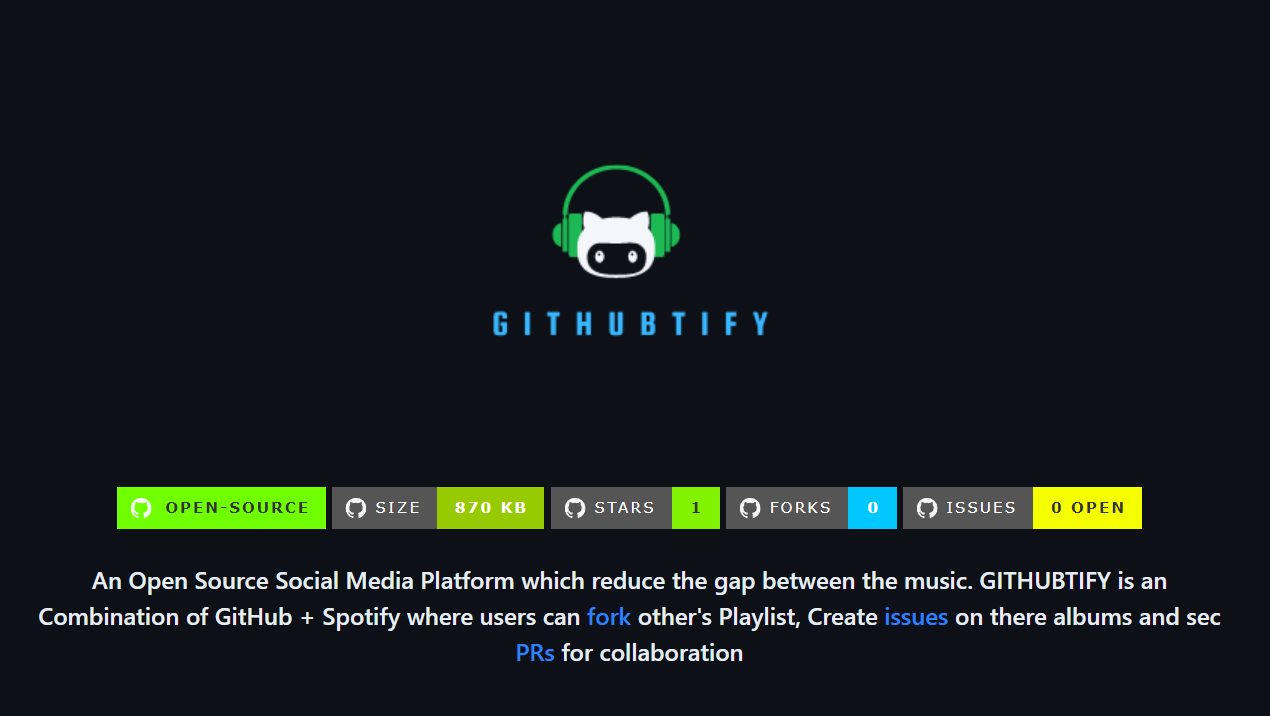 GITHUBTIFY
OPEN-SOURCE SIZE 870 KB STARS 1 FORKS 0 ISSUES 0 OPEN
An Open Source Social Media Platform which reduce the gap between the music. GITHUBTIFY is an
Combination of GitHub + Spotify where users can fork other's Playlist, Create issues on there albums and sec
PRs for collaboration